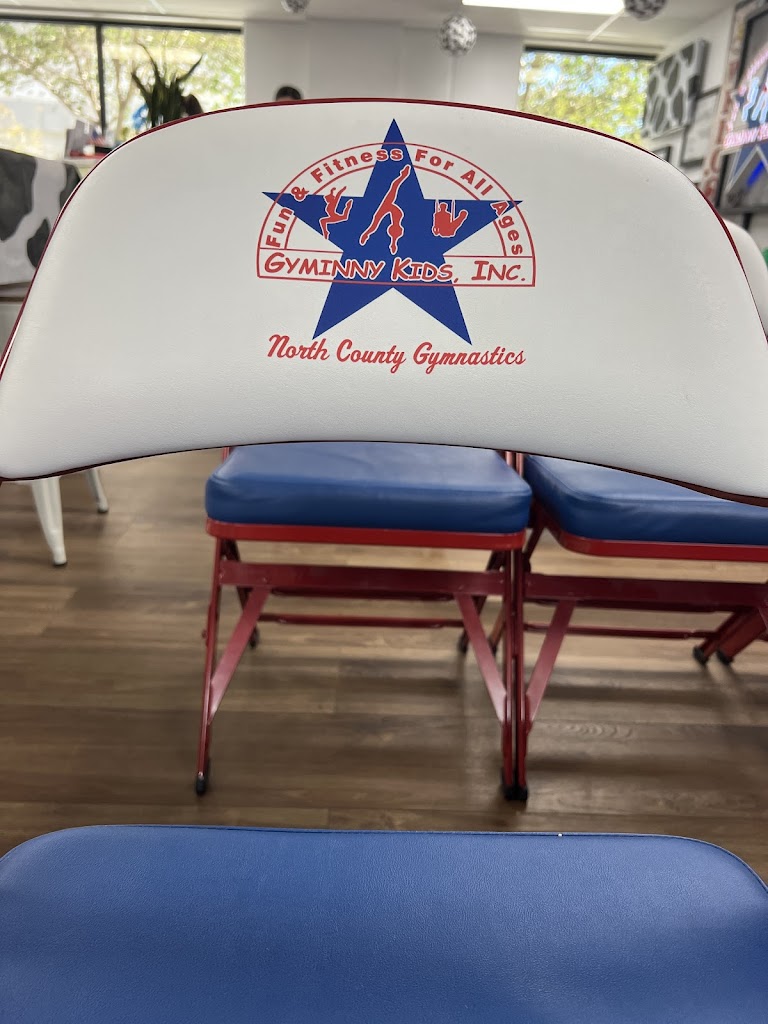 Fun & Fitness For All Ages
GYMINNY KIDS, INC.
North County Gymnastics